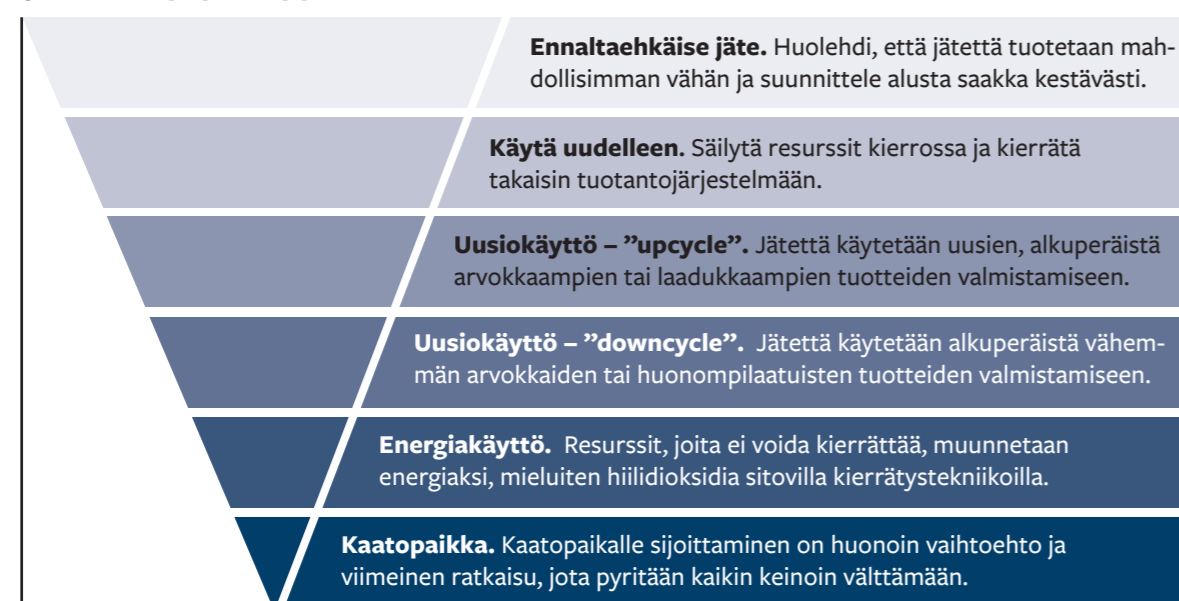 Ennaltaehkäise jäte. Huolehdi, että jätettä tuotetaan mah-
dollisimman vähän ja suunnittele alusta saakka kestävästi.
Käytä uudelleen. Säilytä resurssit kierrossa ja kierrätä
takaisin tuotantojärjestelmään.
Uusiokäyttö – ”upcycle”. Jätettä käytetään uusien, alkuperäistä
arvokkaampien tai laadukkaampien tuotteiden valmistamiseen.
Uusiokäyttö – ”downcycle”. Jätettä käytetään alkuperäistä vähem-
män arvokkaiden tai huonompilaatuisten tuotteiden valmistamiseen.
Energiakäyttö. Resurssit, joita ei voida kierrättää, muunnetaan
energiaksi, mieluiten hiilidioksidia sitovilla kierrätystekniikoilla.
Kaatopaikka. Kaatopaikalle sijoittaminen on huonoin vaihtoehto ja
viimeinen ratkaisu, jota pyritään kaikin keinoin välttämään.